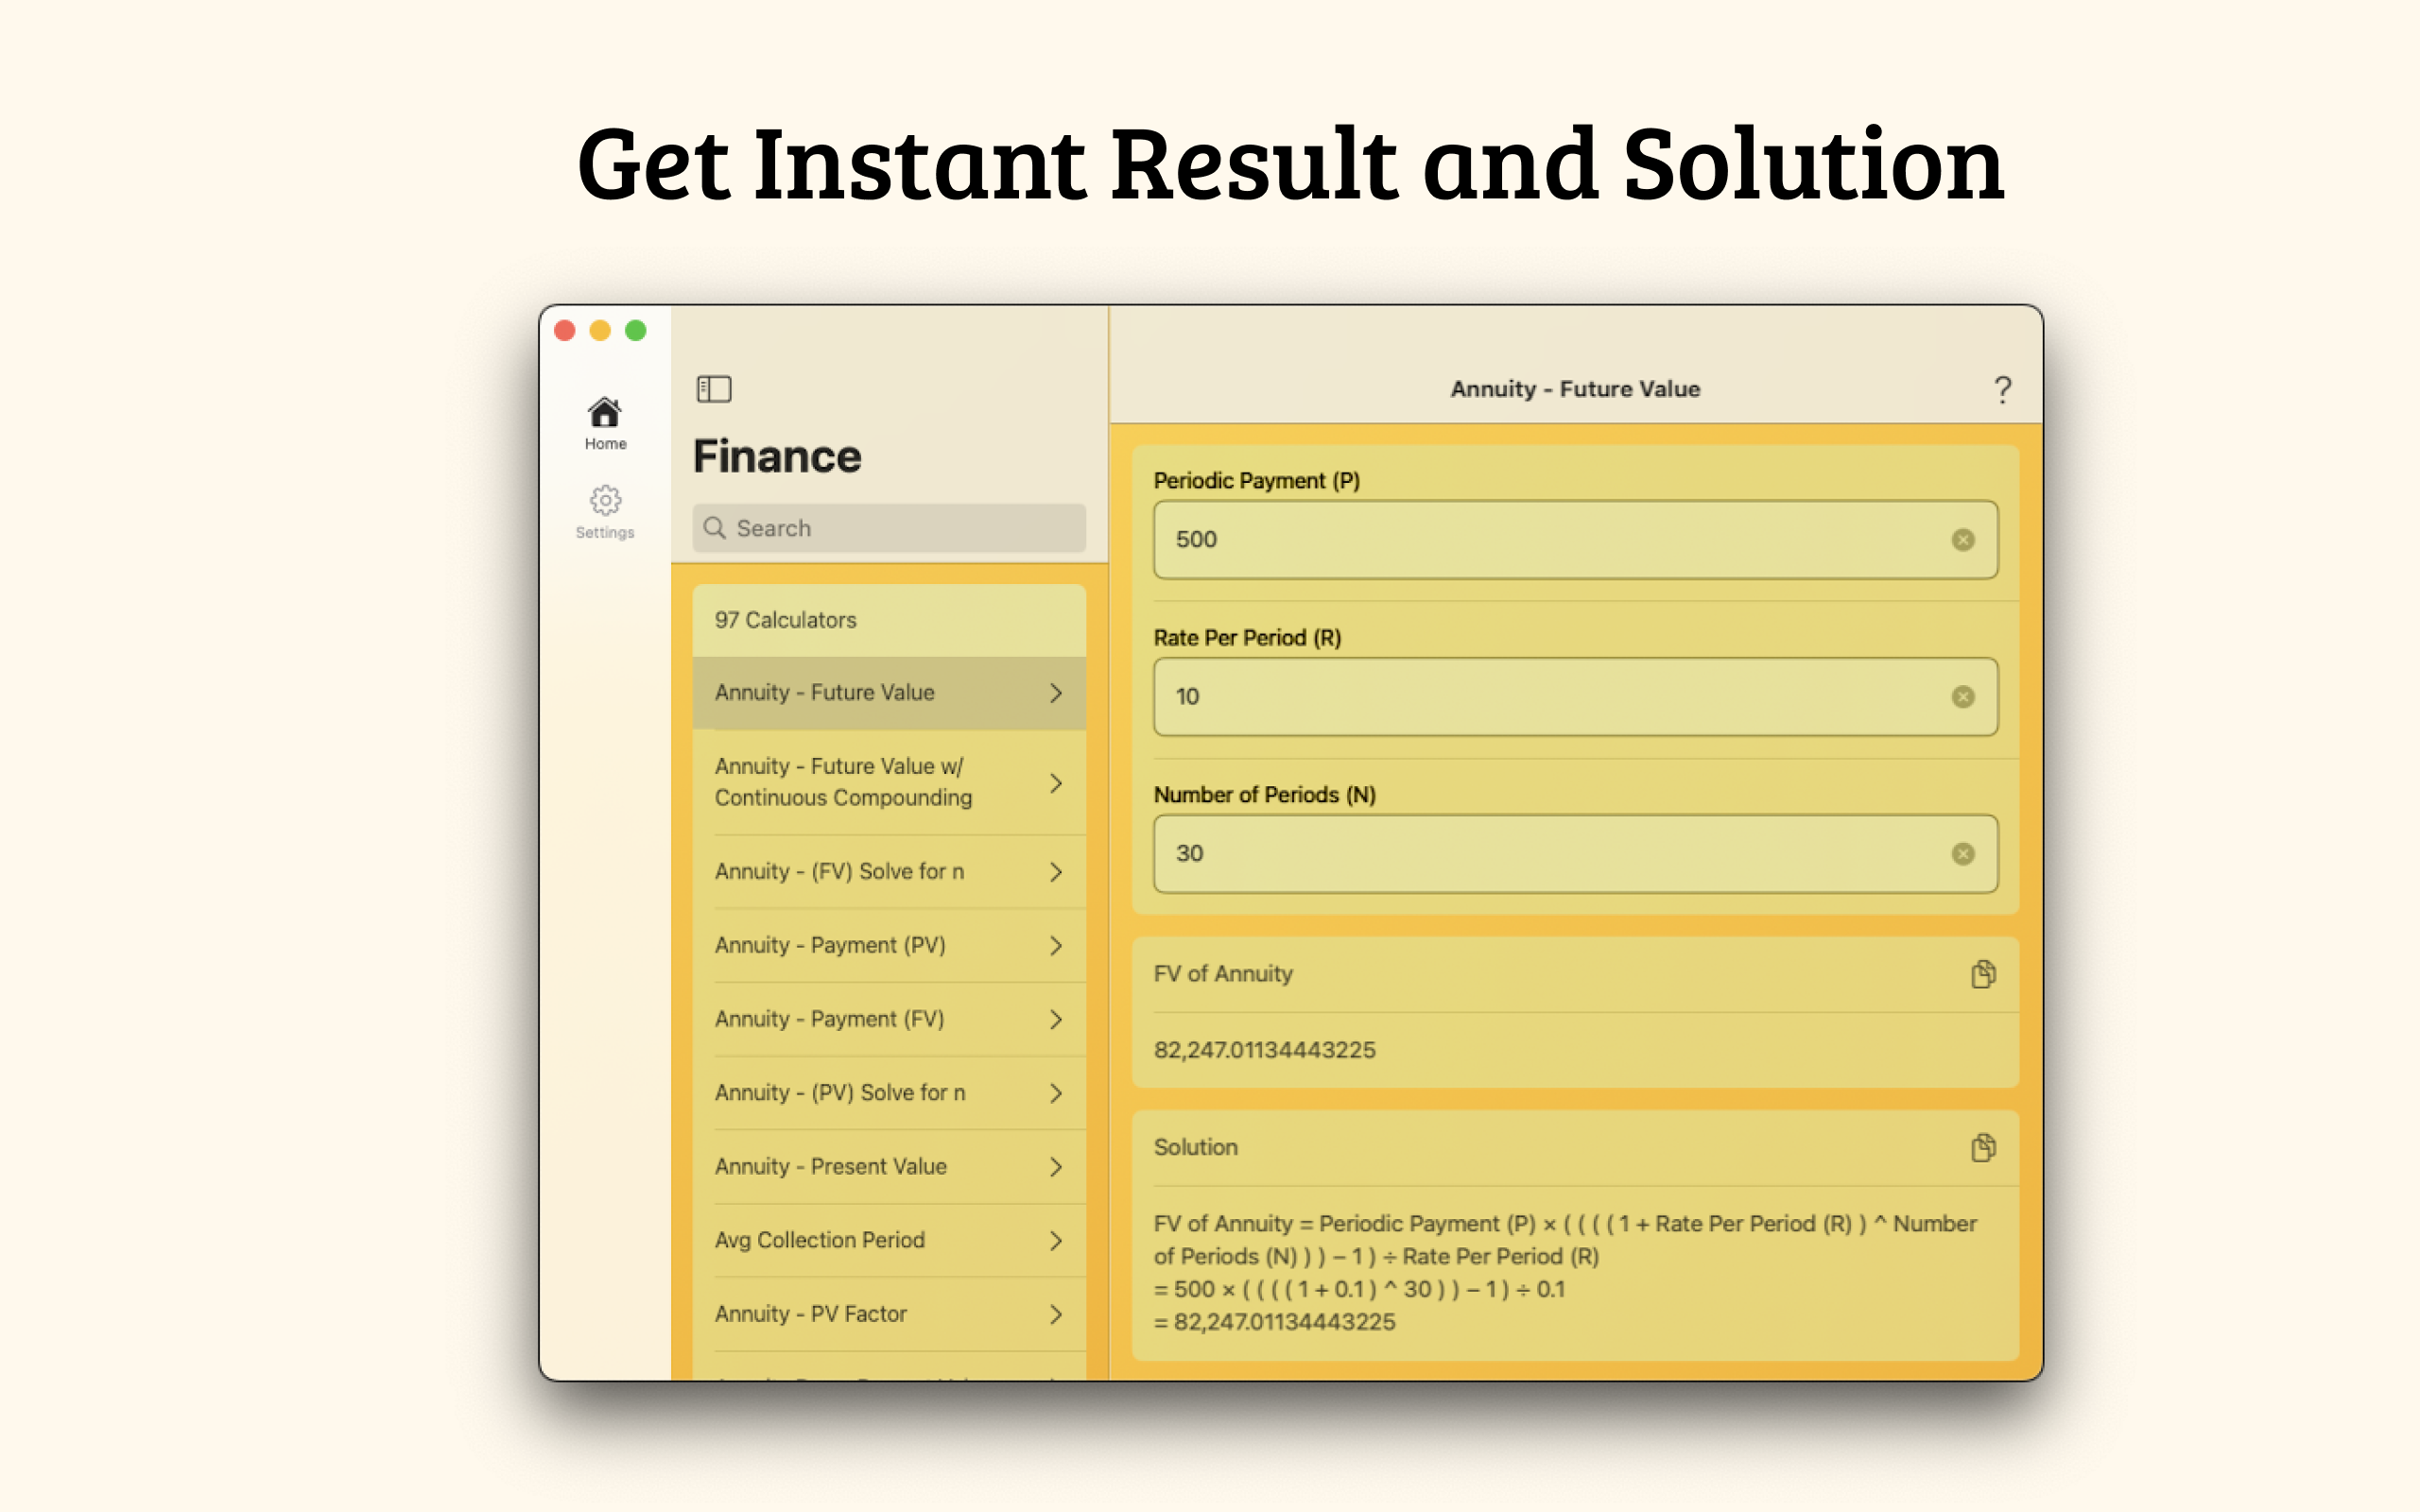 Get Instant Result and Solution
Home
Settings
Finance
Search
97 Calculators
Annuity - Future Value
Annuity - Future Value w/
Continuous Compounding
Annuity - (FV) Solve for n
Annuity - Payment (PV)
Annuity - Payment (FV)
Annuity - (PV) Solve for n
Annuity - Present Value
Avg Collection Period
Annuity - PV Factor
Annuity - Future Value
?
Periodic Payment (P)
500
Rate Per Period (R)
10
Number of Periods (N)
30
FV of Annuity
82,247.01134443225
Solution
FV of Annuity = Periodic Payment (P) × ( ( ( ( 1 + Rate Per Period (R) ) ^ Number
of Periods (N) ) ) − 1 ) ÷ Rate Per Period (R)
= 500 × ( ( ( ( 1 + 0.1 ) ^ 30 ) ) − 1 ) ÷ 0.1
= 82,247.01134443225